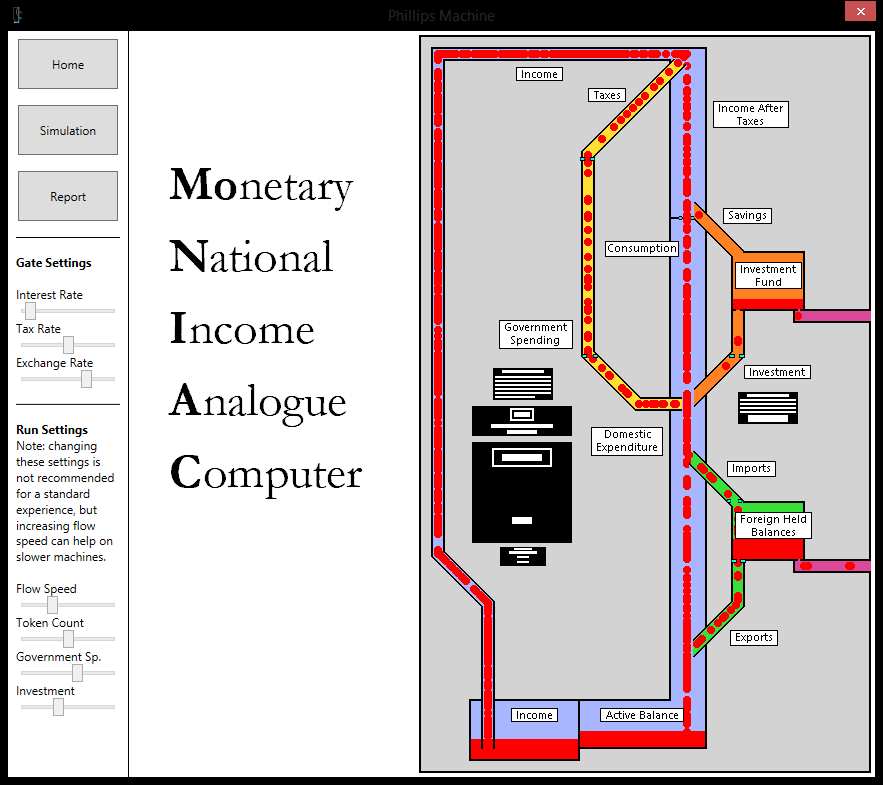 Phillips Machine
Home
Simulation
Report
Gate Settings
Interest Rate
Tax Rate
Exchange Rate
Run Settings
Note: changing
these settings is
not recommended
for a standard
experience, but
increasing flow
speed can help on
slower machines.
Flow Speed
Token Count
Government Sp.
Investment
Monetary
National
Income
Analogue
Computer
Income
Taxes
Income After
Taxes
Savings
Consumption
Investment
Fund
Government
Spending
Investment
Domestic
Expenditure
Imports
Foreign Held
Balances
Exports
Income
Active Balance